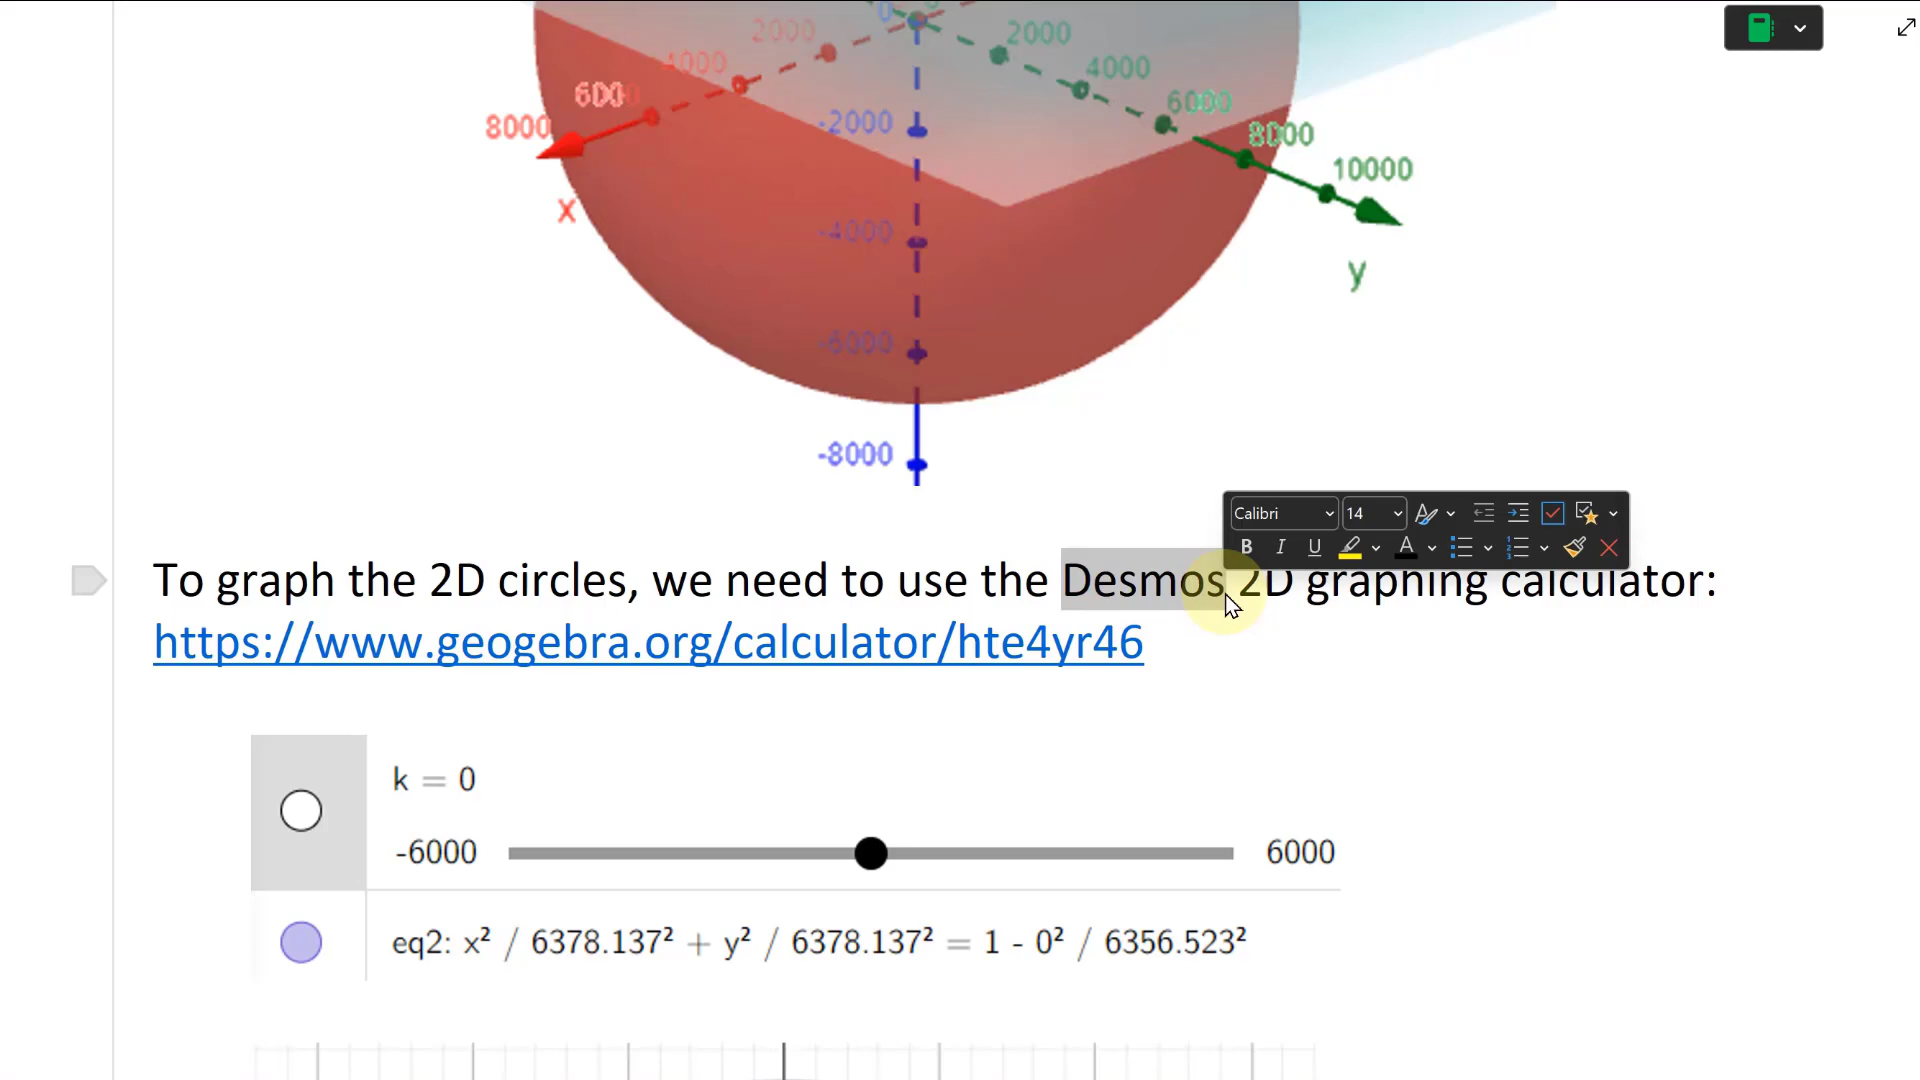 0
2000
2000
4000
4000
6000
6000
8000
-2000
8000
10000
x
-4000
y
-6000
-8000
Calibri
14
B I U A
To graph the 2D circles, we need to use the Desmos 2D graphing calculator:
https://www.geogebra.org/calculator/hte4yr46
k = 0
-6000
6000
eq2: x² / 6378.137² + y² / 6378.137² = 1 - 0² / 6356.523²